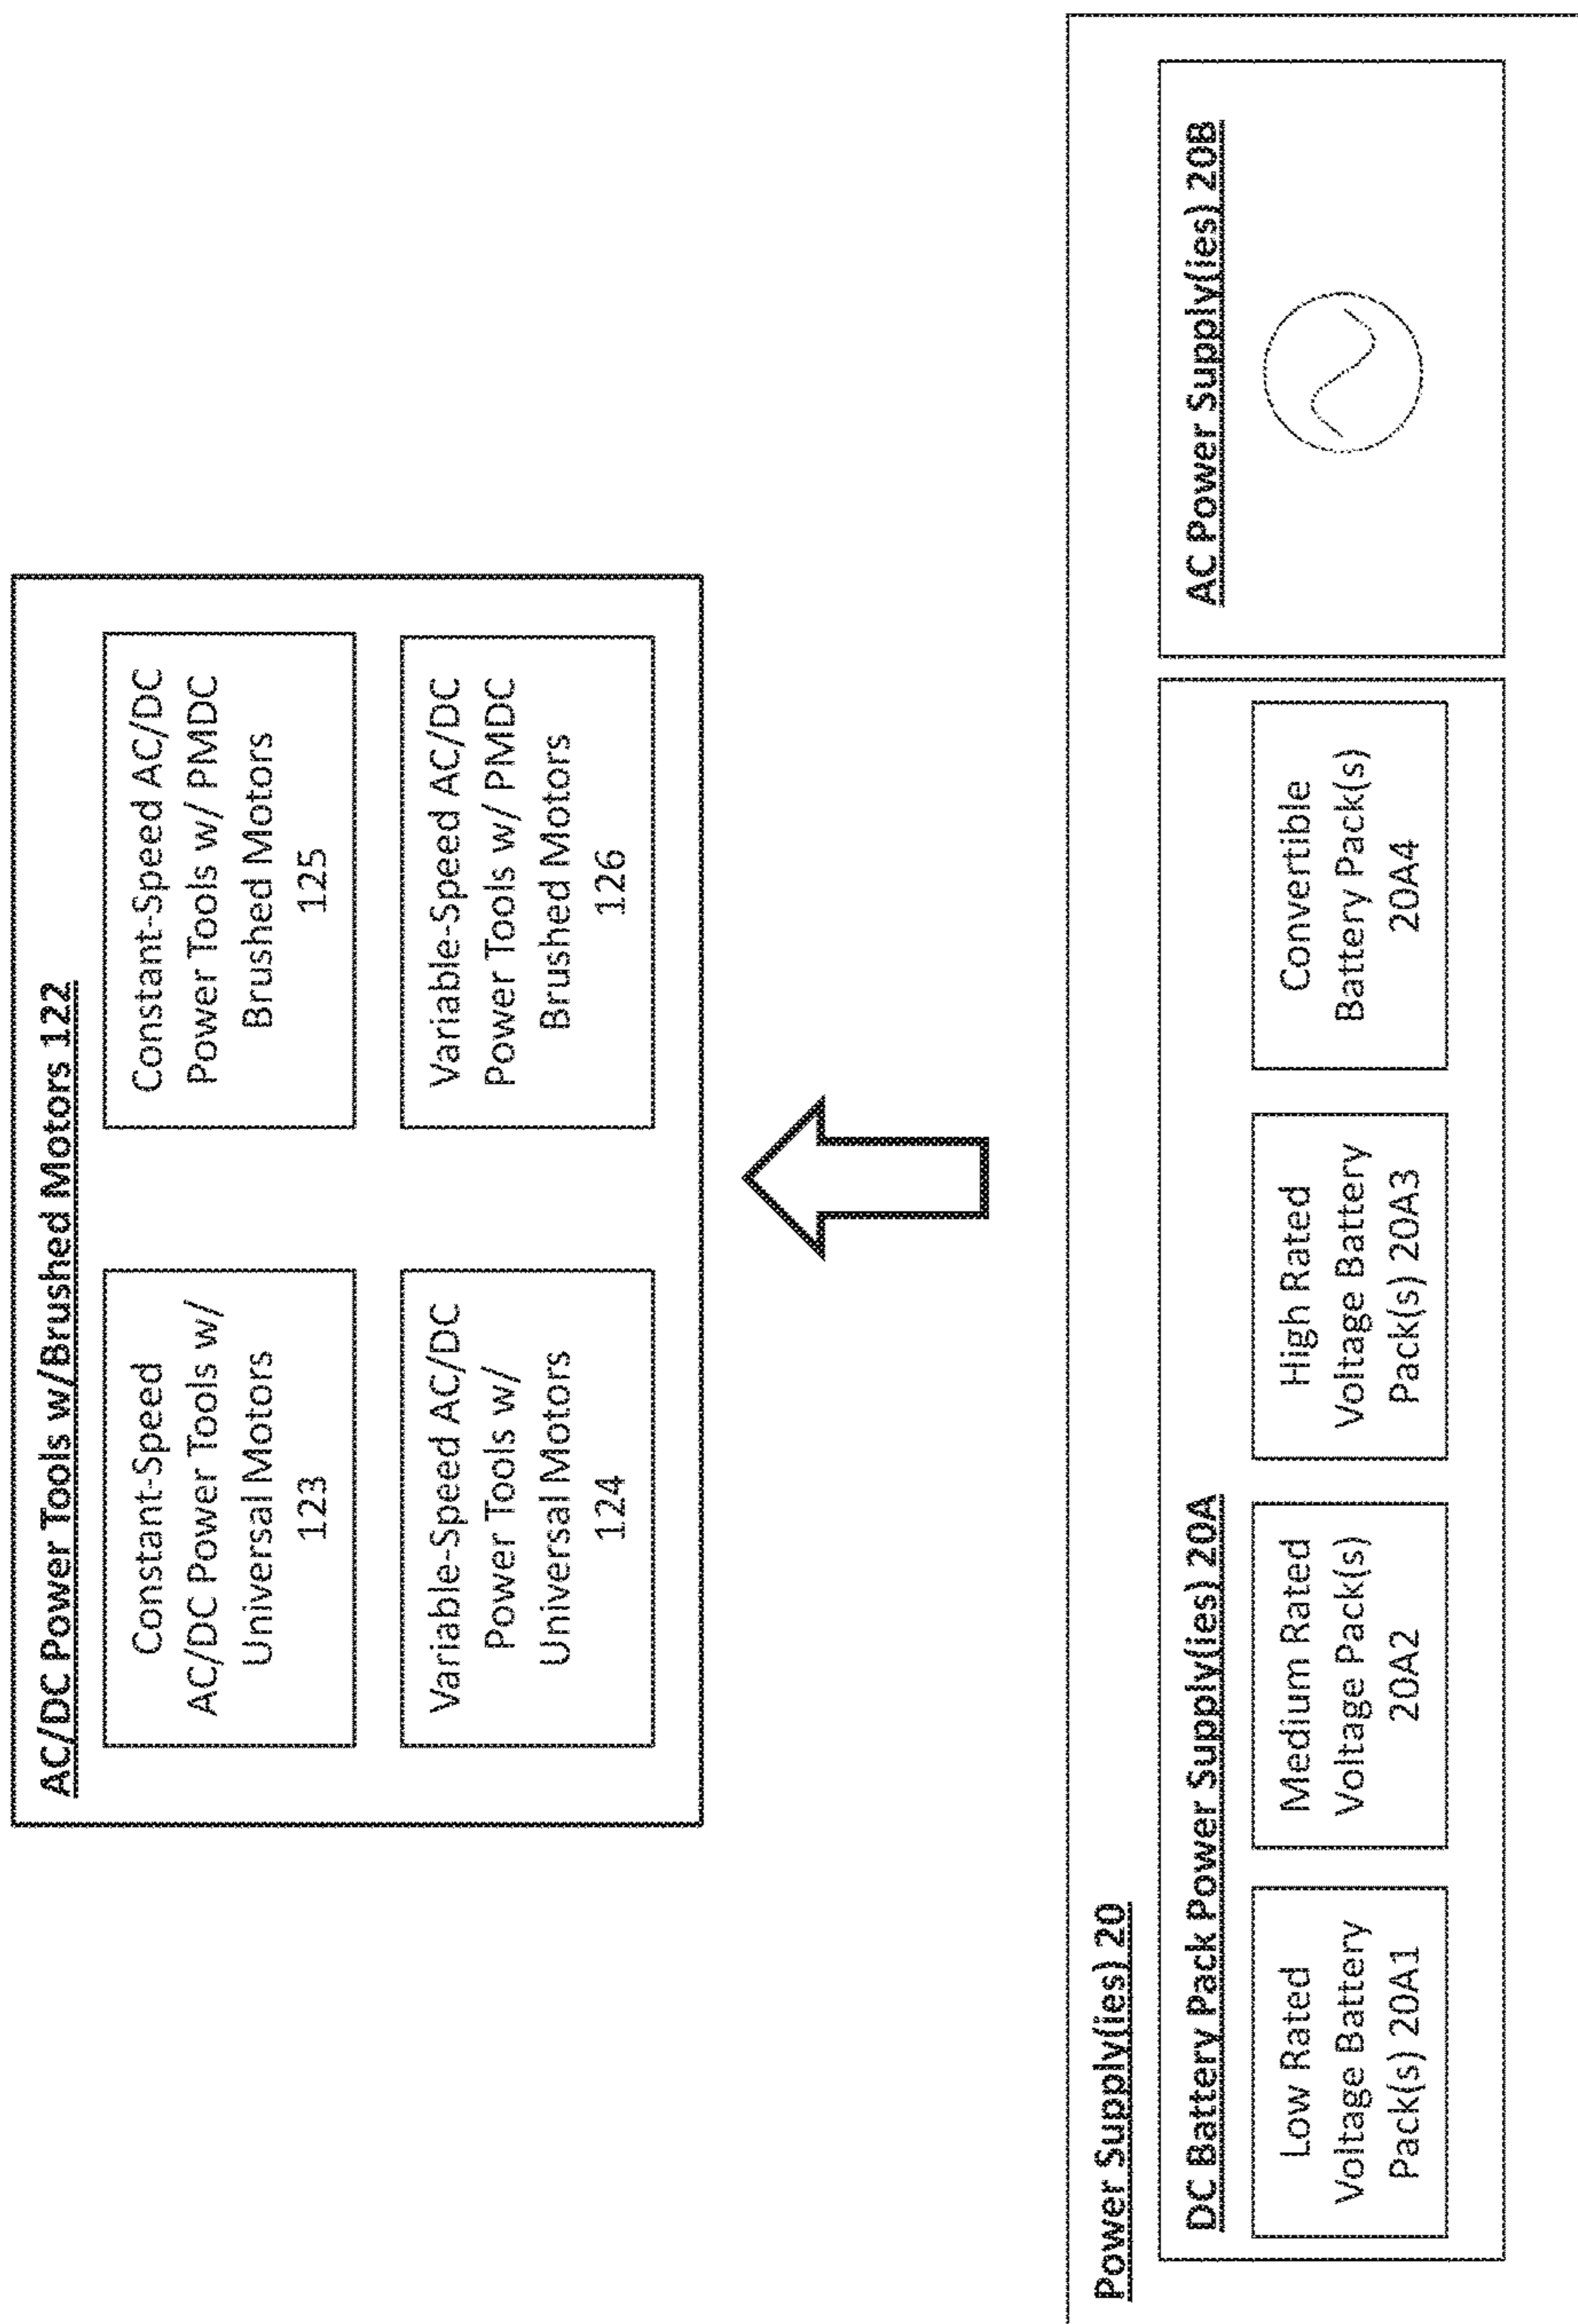 AC/DC Power Tools w/Brushed Motors 122
Constant-Speed
AC/DC Power Tools w/
Universal Motors
123
Constant-Speed AC/DC
Power Tools w/ PMDC
Brushed Motors
125
Variable-Speed AC/DC
Power Tools w/
Universal Motors
124
Variable-Speed AC/DC
Power Tools w/ PMDC
Brushed Motors
126
Power Supply(ies) 20
DC Battery Pack Power Supply(ies) 20A
Low Rated
Voltage Battery
Pack(s) 20A1
Medium Rated
Voltage Pack(s)
20A2
High Rated
Voltage Battery
Pack(s) 20A3
Convertible
Battery Pack(s)
20A4
AC Power Supply(ies) 20B